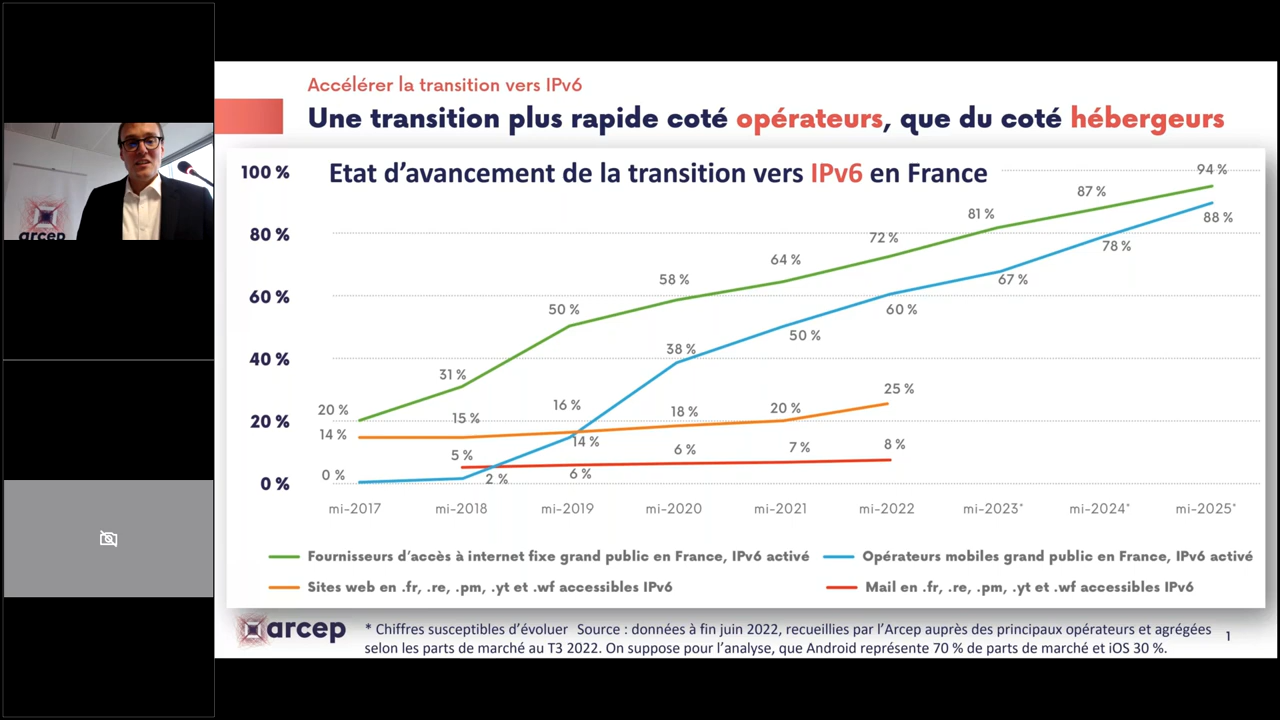 Accélérer la transition vers IPv6
Une transition plus rapide coté opérateurs, que du coté hébergeurs
Etat d'avancement de la transition vers IPv6 en France
100 %
80 %
60 %
40 %
20 %
0 %
20 %
31 %
50 %
58 %
64 %
72 %
81 %
87 %
94 %
0 %
2 %
14 %
38 %
50 %
60 %
67 %
78 %
88 %
14 %
15 %
16 %
18 %
20 %
25 %
5 %
6 %
6 %
7 %
8 %
mi-2017
mi-2018
mi-2019
mi-2020
mi-2021
mi-2022
mi-2023*
mi-2024*
mi-2025*
Fournisseurs d'accès à internet fixe grand public en France, IPv6 activé
Opérateurs mobiles grand public en France, IPv6 activé
Sites web en .fr, .re, .pm, .yt et .wf accessibles IPv6
Mail en .fr, .re, .pm, .yt et .wf accessibles IPv6
arcep
* Chiffres susceptibles d'évoluer Source : données à fin juin 2022, recueillies par l'Arcep auprès des principaux opérateurs et agrégées
selon les parts de marché au T3 2022. On suppose pour l'analyse, que Android représente 70 % de parts de marché et iOS 30 %.
1
arcep